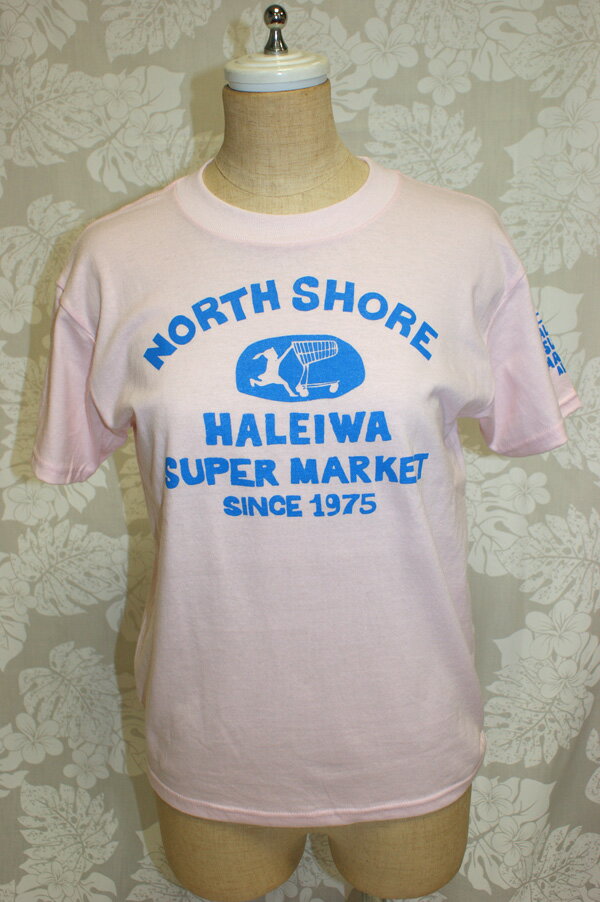 NORTH SHORE
HALEIWA
SUPER MARKET
SINCE 1975